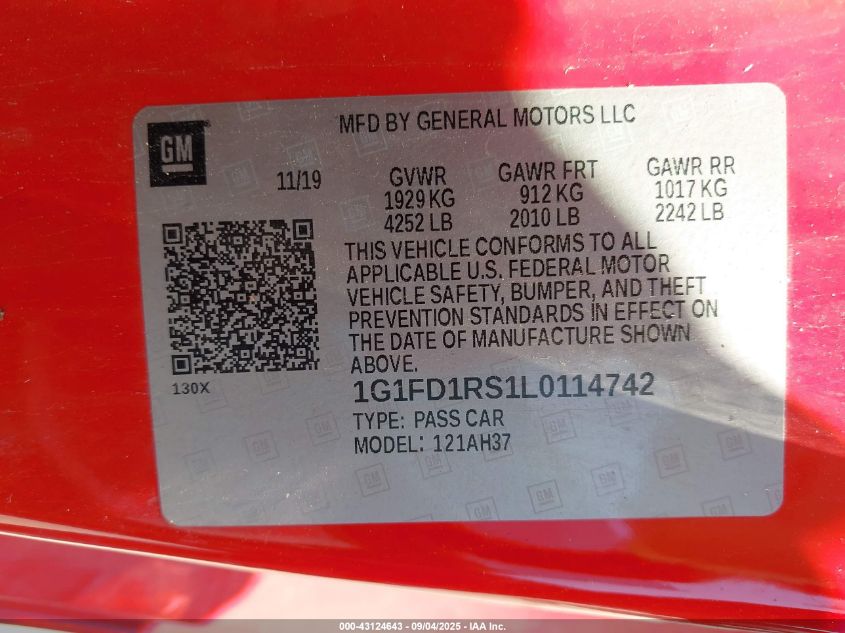 MFD BY GENERAL MOTORS LLC
GM
11/19
GVWR
1929 KG
4252 LB
GAWR FRT
912 KG
2010 LB
GAWR RR
1017 KG
2242 LB
THIS VEHICLE CONFORMS TO ALL
APPLICABLE U.S. FEDERAL MOTOR
VEHICLE SAFETY, BUMPER, AND THEFT
PREVENTION STANDARDS IN EFFECT ON
THE DATE OF MANUFACTURE SHOWN
ABOVE.
130X
1G1FD1RS1L0114742
TYPE: PASS CAR
MODEL: 121AH37
000-43124643 - 09/04/2025 - IAA Inc.